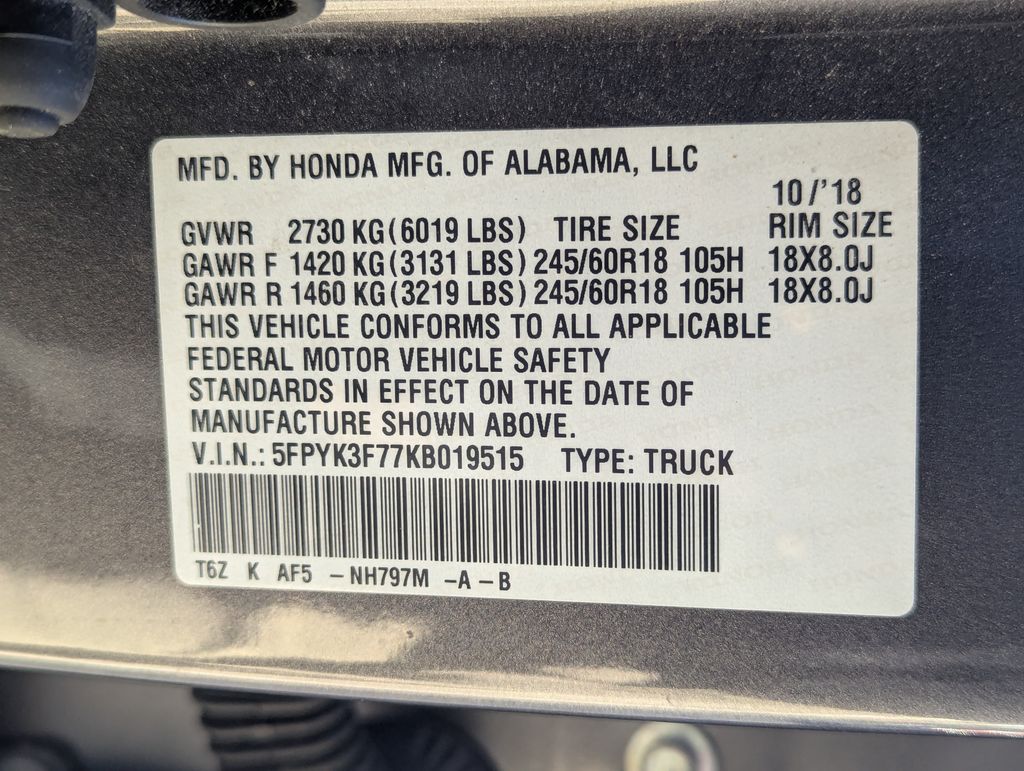 MFD. BY HONDA MFG. OF ALABAMA, LLC
10/'18
GVWR 2730 KG(6019 LBS) TIRE SIZE RIM SIZE
GAWR F 1420 KG(3131 LBS) 245/60R18 105H 18X8.0J
GAWR R 1460 KG(3219 LBS) 245/60R18 105H 18X8.0J
THIS VEHICLE CONFORMS TO ALL APPLICABLE
FEDERAL MOTOR VEHICLE SAFETY
STANDARDS IN EFFECT ON THE DATE OF
MANUFACTURE SHOWN ABOVE.
V.I.N.: 5FPYK3F77KB019515 TYPE: TRUCK
T6Z K AF5 -NH797M -A-B